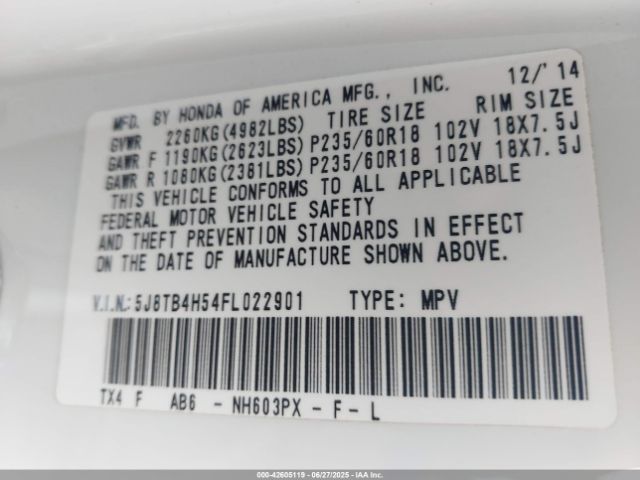 MFD. BY HONDA OF AMERICA MFG., INC. 12/'14
GVWR 2260KG(4982LBS) TIRE SIZE RIM SIZE
GAWR F 1190KG(2623LBS) P235/60R18 102V 18X7.5J
GAWR R 1080KG(2381LBS) P235/60R18 102V 18X7.5J
THIS VEHICLE CONFORMS TO ALL APPLICABLE
FEDERAL MOTOR VEHICLE SAFETY
AND THEFT PREVENTION STANDARDS IN EFFECT
ON THE DATE OF MANUFACTURE SHOWN ABOVE.
V.I.N.: 5J8TB4H54FL022901 TYPE: MPV
TX4 F AB6 - NH603PX - F - L
000-42605119 | 06/27/2025 - IAAI.com